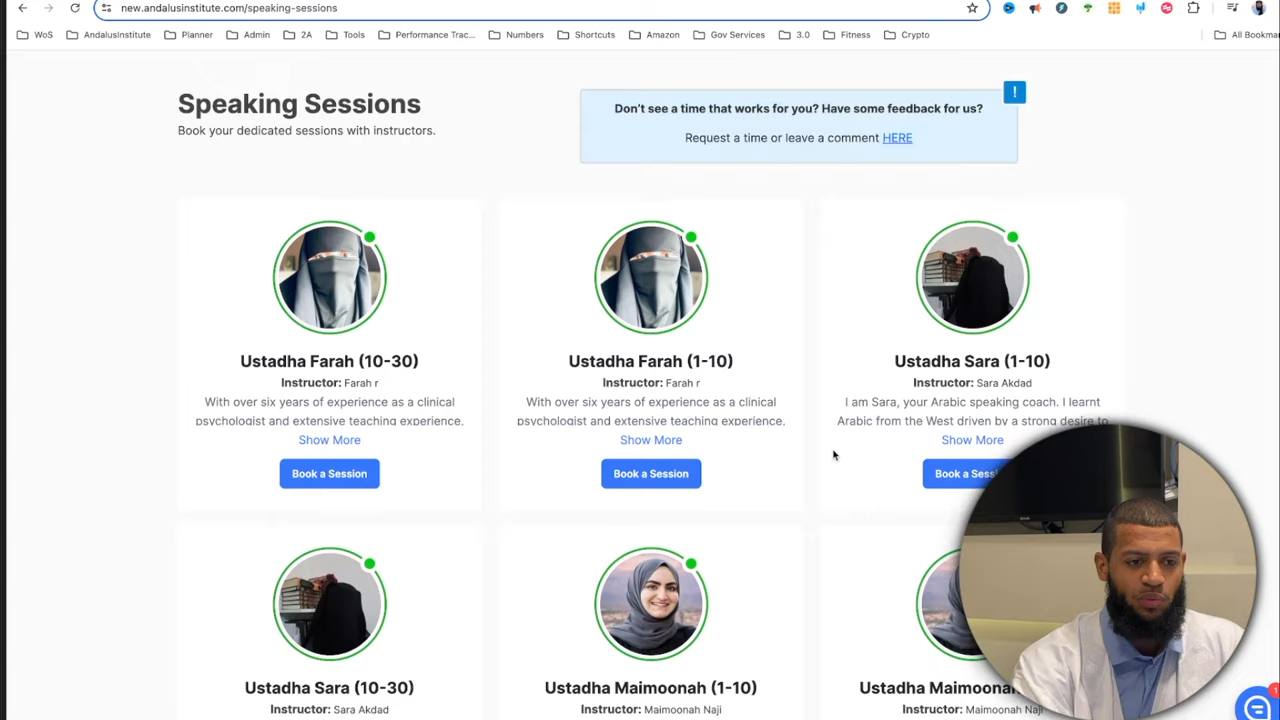 new.andalusinstitute.com/speaking-sessions
WoS AndalusInstitute Planner Admin 2A Tools Performance Trac... Numbers Shortcuts Amazon Gov Services 3.0 Fitness Crypto All Bookma
Speaking Sessions
Book your dedicated sessions with instructors.
!
Don't see a time that works for you? Have some feedback for us?
Request a time or leave a comment HERE
Ustadha Farah (10-30)
Instructor: Farah r
With over six years of experience as a clinical
psychologist and extensive teaching experience,
Show More
Book a Session
Ustadha Farah (1-10)
Instructor: Farah r
With over six years of experience as a clinical
psychologist and extensive teaching experience,
Show More
Book a Session
Ustadha Sara (1-10)
Instructor: Sara Akdad
I am Sara, your Arabic speaking coach. I learnt
Arabic from the West driven by a strong desire to
Show More
Book a Sess
Ustadha Sara (10-30)
Instructor: Sara Akdad
Ustadha Maimoonah (1-10)
Instructor: Maimoonah Naji
Ustadha Maimoona
Instructor: Maimoonah Naji
1